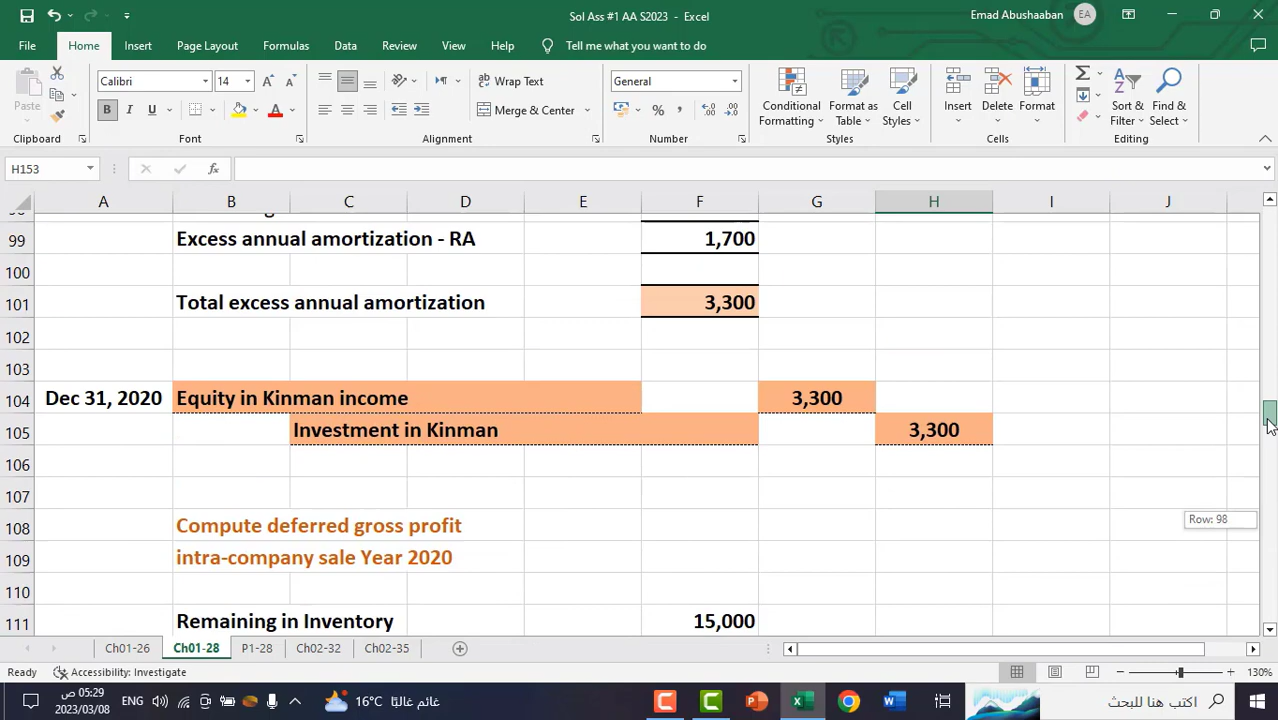 Sol Ass #1 AA S2023 - Excel
Emad Abushaaban
EA
File Home Insert Page Layout Formulas Data Review View Help Tell me what you want to do
Paste
Calibri 14
B I U
Wrap Text
Merge & Center
General
Conditional Formatting
Format as Table
Cell Styles
Insert
Delete
Format
Sort & Filter
Find & Select
Clipboard Font Alignment Number Styles Cells Editing
H153
fx
A B C D E F G H I J
99 Excess annual amortization - RA 1,700
100
101 Total excess annual amortization 3,300
102
103
104 Dec 31, 2020 Equity in Kinman income 3,300
105 Investment in Kinman 3,300
106
107
108 Compute deferred gross profit
Row: 98
109 intra-company sale Year 2020
110
111 Remaining in Inventory 15,000
Ch01-26 Ch01-28 P1-28 Ch02-32 Ch02-35
Ready Accessibility: Investigate 130%
05:29 ص
2023/03/08
ENG
16°C غائم غالبًا
اكتب هنا للبحث